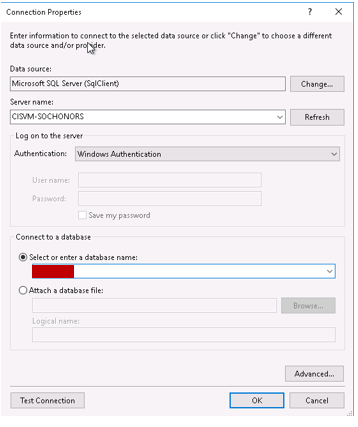 Connection Properties
? ×
Enter information to connect to the selected data source or click "Change" to choose a different
data source and/or provider.
Data source:
Microsoft SQL Server (SqlClient)
Change...
Server name:
CISVM-SOCHONORS
Refresh
Log on to the server
Authentication:
Windows Authentication
User name:
Password:
Save my password
Connect to a database
Select or enter a database name:
Attach a database file:
Browse...
Logical name:
Advanced...
Test Connection
OK
Cancel